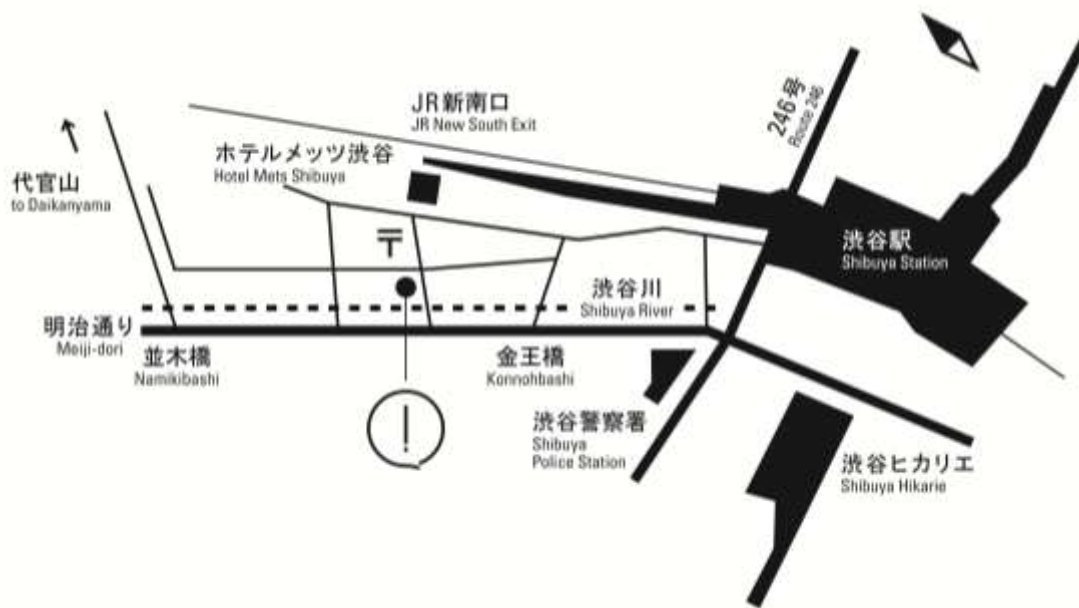 JR新南口
JR New South Exit
246号
Route 246
ホテルメッツ渋谷
Hotel Mets Shibuya
代官山
to Daikanyama
〒
渋谷駅
Shibuya Station
渋谷川
Shibuya River
明治通り
Meiji-dori
並木橋
Namikibashi
金王橋
Konnohbashi
!
渋谷警察署
Shibuya
Police Station
渋谷ヒカリエ
Shibuya Hikarie